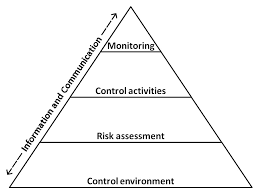 Monitoring
Information and Communication
Control activities
Risk assessment
Control environment